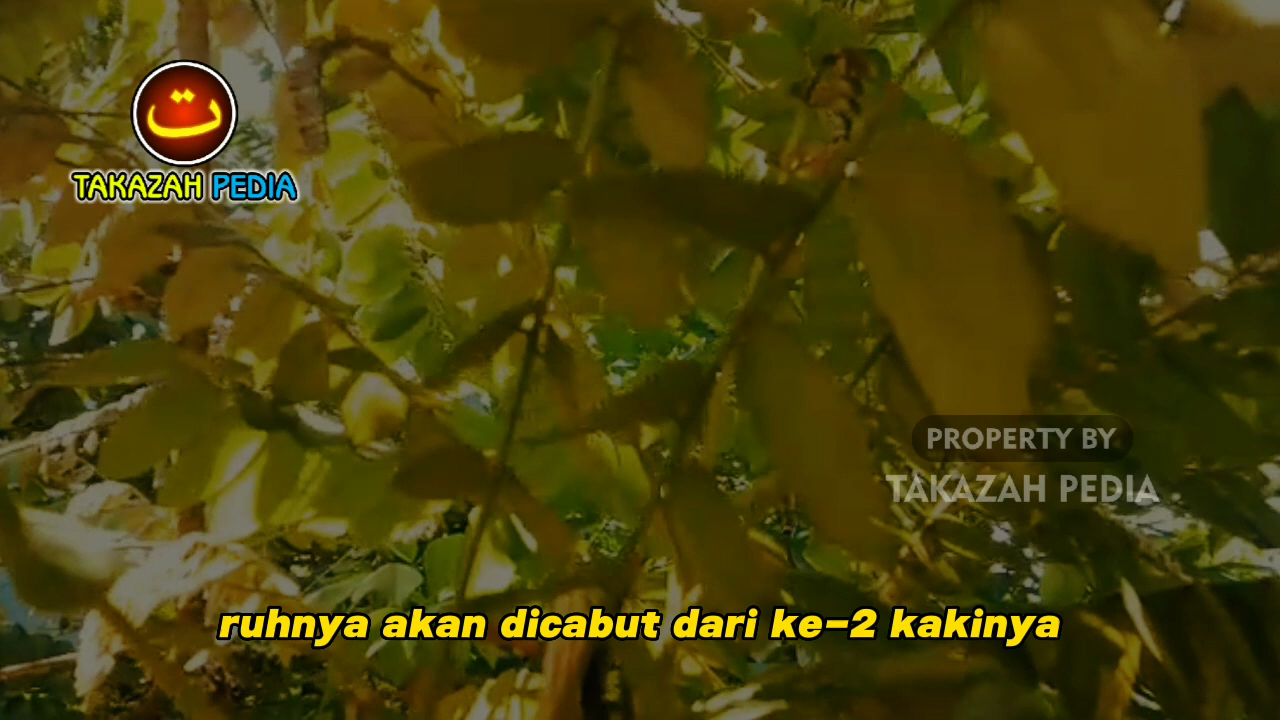 ت
TAKAZAH PEDIA
PROPERTY BY
TAKAZAH PEDIA
ruhnya akan dicabut dari ke-2 kakinya